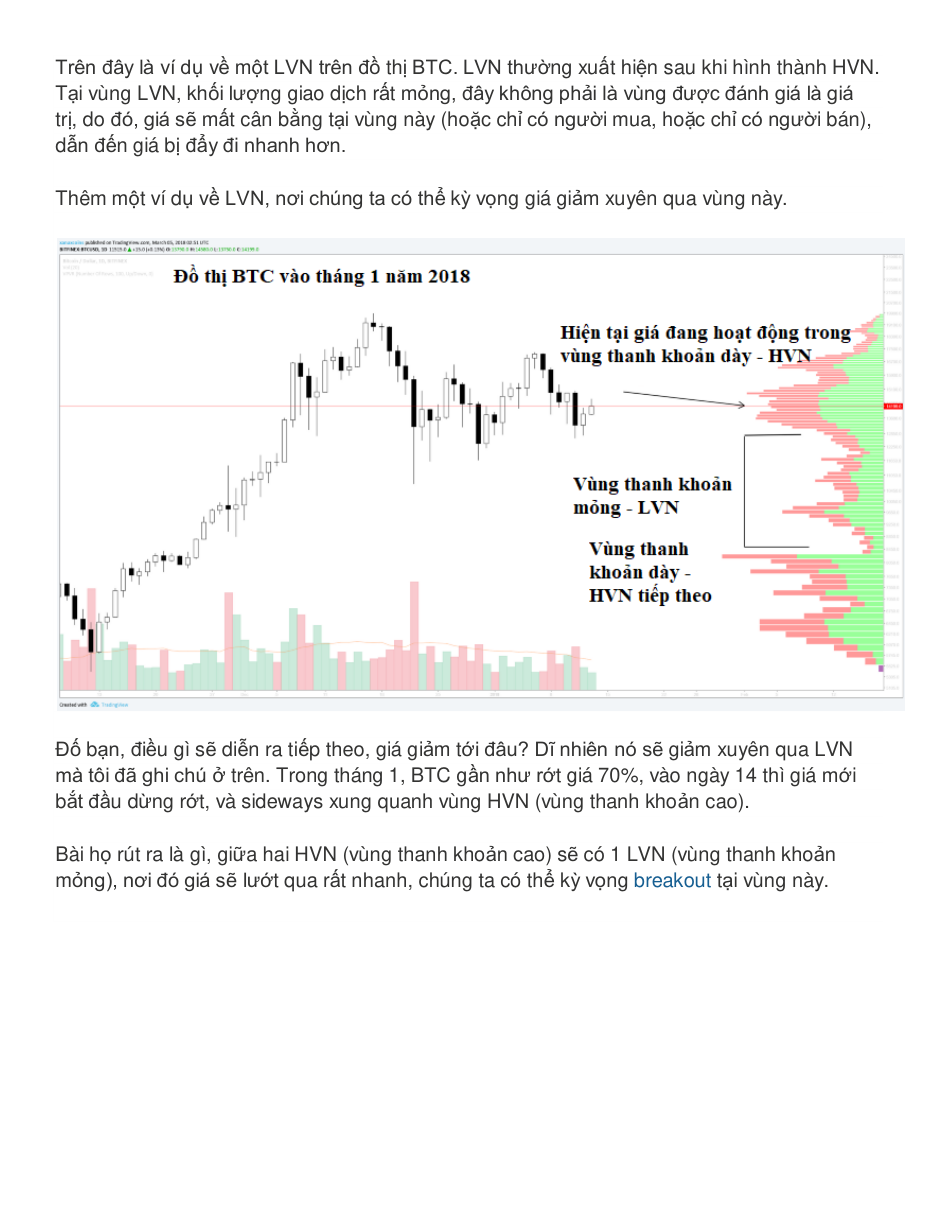 Trên đây là ví dụ về một LVN trên đồ thị BTC. LVN thường xuất hiện sau khi hình thành HVN.
Tại vùng LVN, khối lượng giao dịch rất mỏng, đây không phải là vùng được đánh giá là giá
trị, do đó, giá sẽ mất cân bằng tại vùng này (hoặc chỉ có người mua, hoặc chỉ có người bán),
dẫn đến giá bị đẩy đi nhanh hơn.
Thêm một ví dụ về LVN, nơi chúng ta có thể kỳ vọng giá giảm xuyên qua vùng này.
published on TradingView.com, March 05, 2018
Đồ thị BTC vào tháng 1 năm 2018
Hiện tại giá đang hoạt động trong
vùng thanh khoản dày - HVN
Vùng thanh khoản
mỏng - LVN
Vùng thanh
khoản dày -
HVN tiếp theo
Created with TradingView
Đố bạn, điều gì sẽ diễn ra tiếp theo, giá giảm tới đâu? Dĩ nhiên nó sẽ giảm xuyên qua LVN
mà tôi đã ghi chú ở trên. Trong tháng 1, BTC gần như rớt giá 70%, vào ngày 14 thì giá mới
bắt đầu dừng rớt, và sideways xung quanh vùng HVN (vùng thanh khoản cao).
Bài họ rút ra là gì, giữa hai HVN (vùng thanh khoản cao) sẽ có 1 LVN (vùng thanh khoản
mỏng), nơi đó giá sẽ lướt qua rất nhanh, chúng ta có thể kỳ vọng breakout tại vùng này.